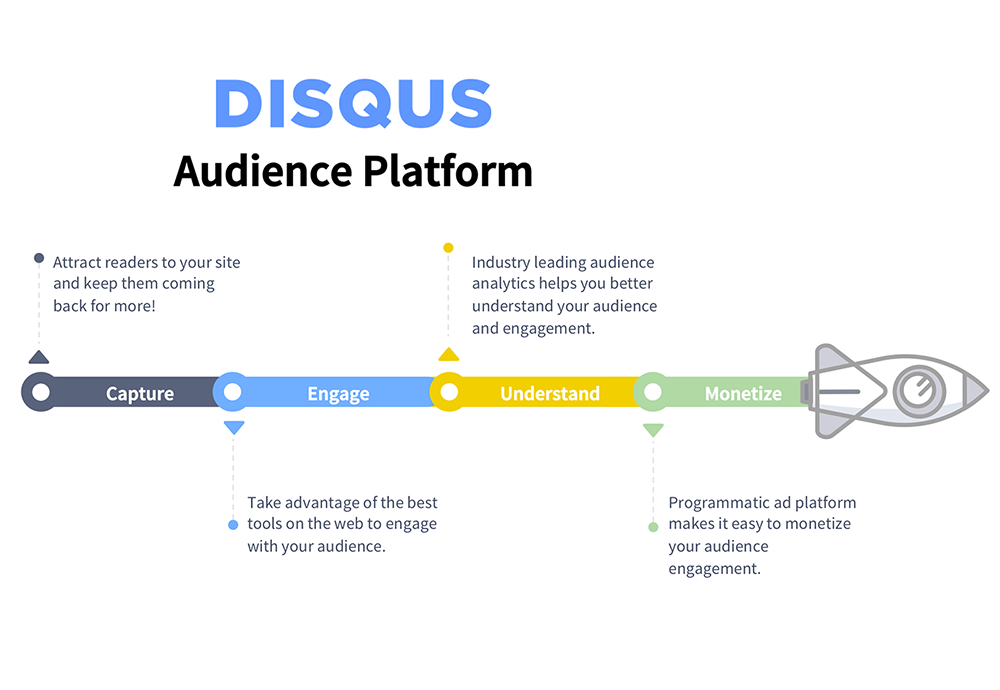 DISQUS
Audience Platform
Attract readers to your site
and keep them coming
back for more!
Industry leading audience
analytics helps you better
understand your audience
and engagement.
Capture
Engage
Understand
Monetize
Take advantage of the best
tools on the web to engage
with your audience.
Programmatic ad platform
makes it easy to monetize
your audience
engagement.